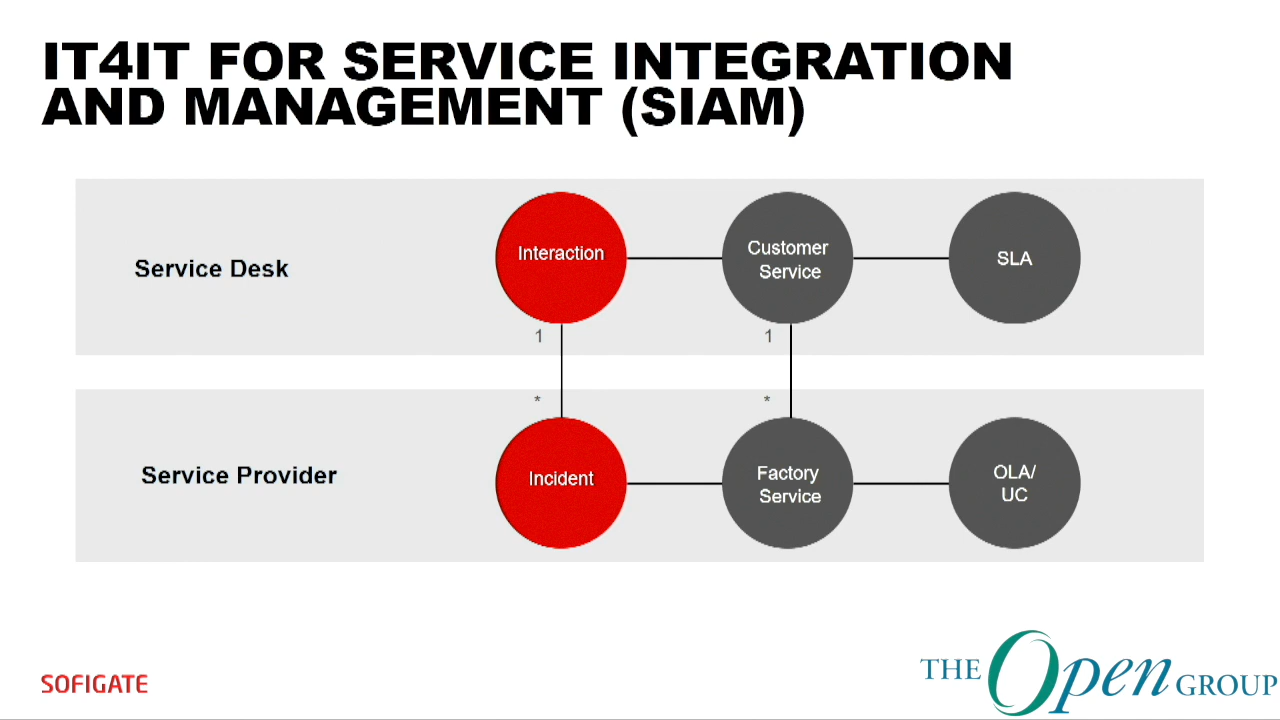 IT4IT FOR SERVICE INTEGRATION
AND MANAGEMENT (SIAM)
Service Desk
Interaction
Customer
Service
SLA
1
1
*
*
Service Provider
Incident
Factory
Service
OLA/
UC
SOFIGATE
THE Open GROUP